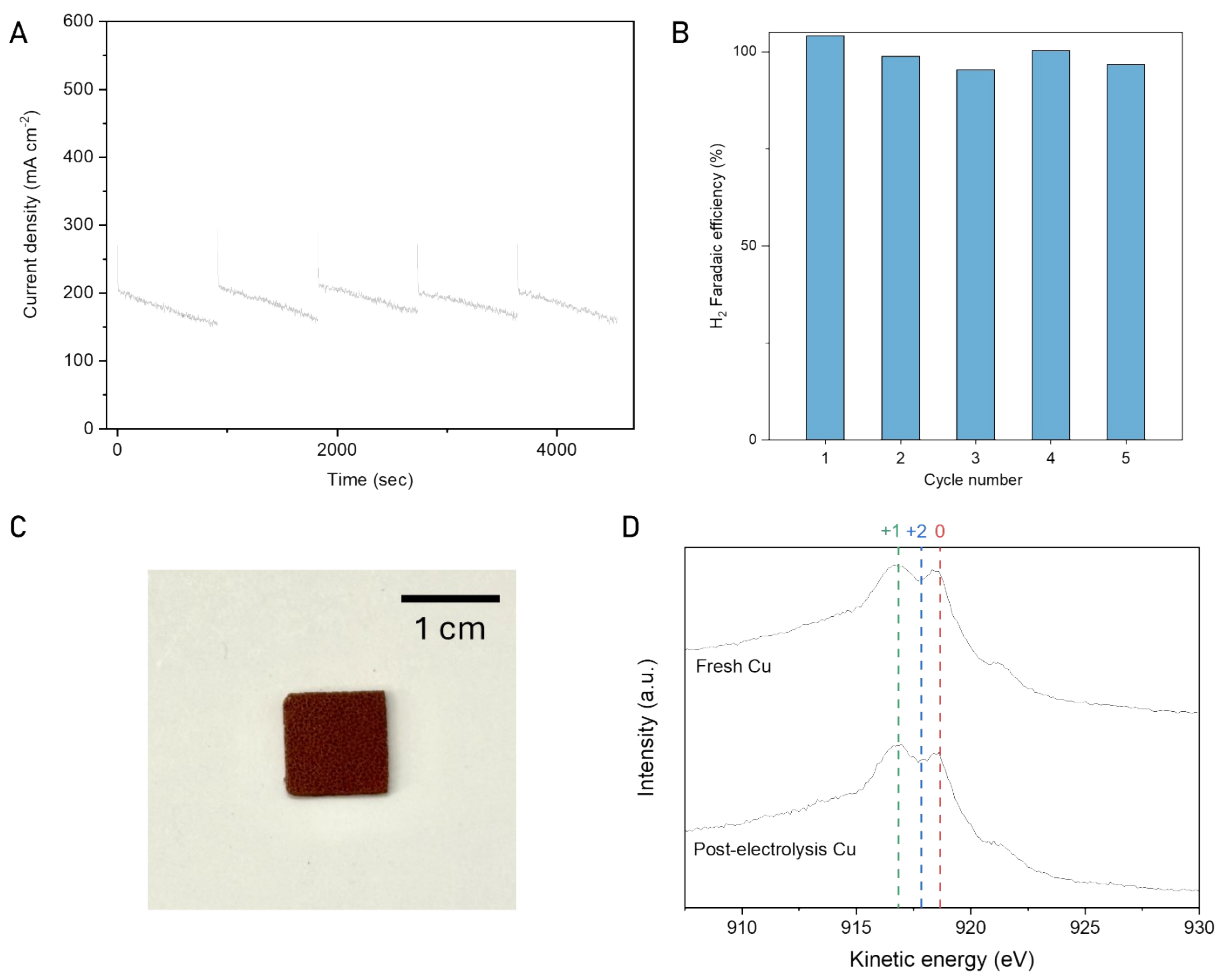 A
600
500
400
300
200
100
0
Current density (mA cm⁻²)
0 2000 4000
Time (sec)
B
100
50
0
H₂ Faradaic efficiency (%)
1 2 3 4 5
Cycle number
C
1 cm
D
+1 +2 0
Fresh Cu
Post-electrolysis Cu
Intensity (a.u.)
910 915 920 925 930
Kinetic energy (eV)